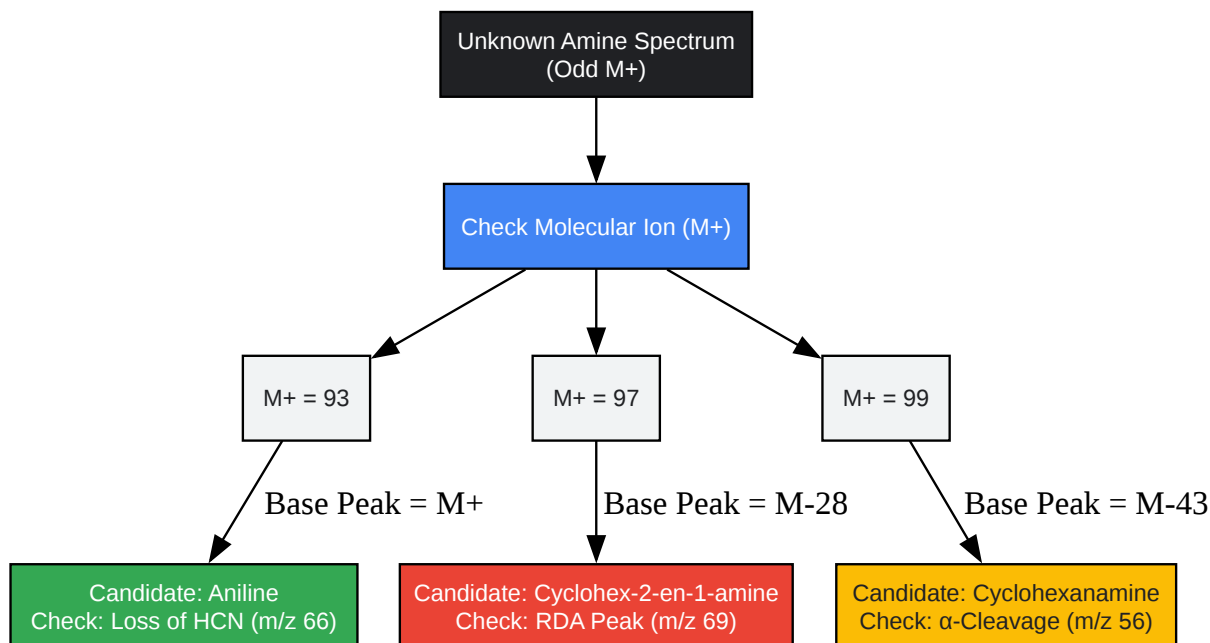 Unknown Amine Spectrum
(Odd M+)
Check Molecular Ion (M+)
M+ = 93
M+ = 97
M+ = 99
Base Peak = M+
Base Peak = M-28
Base Peak = M-43
Candidate: Aniline
Check: Loss of HCN (m/z 66)
Candidate: Cyclohex-2-en-1-amine
Check: RDA Peak (m/z 69)
Candidate: Cyclohexanamine
Check: α-Cleavage (m/z 56)